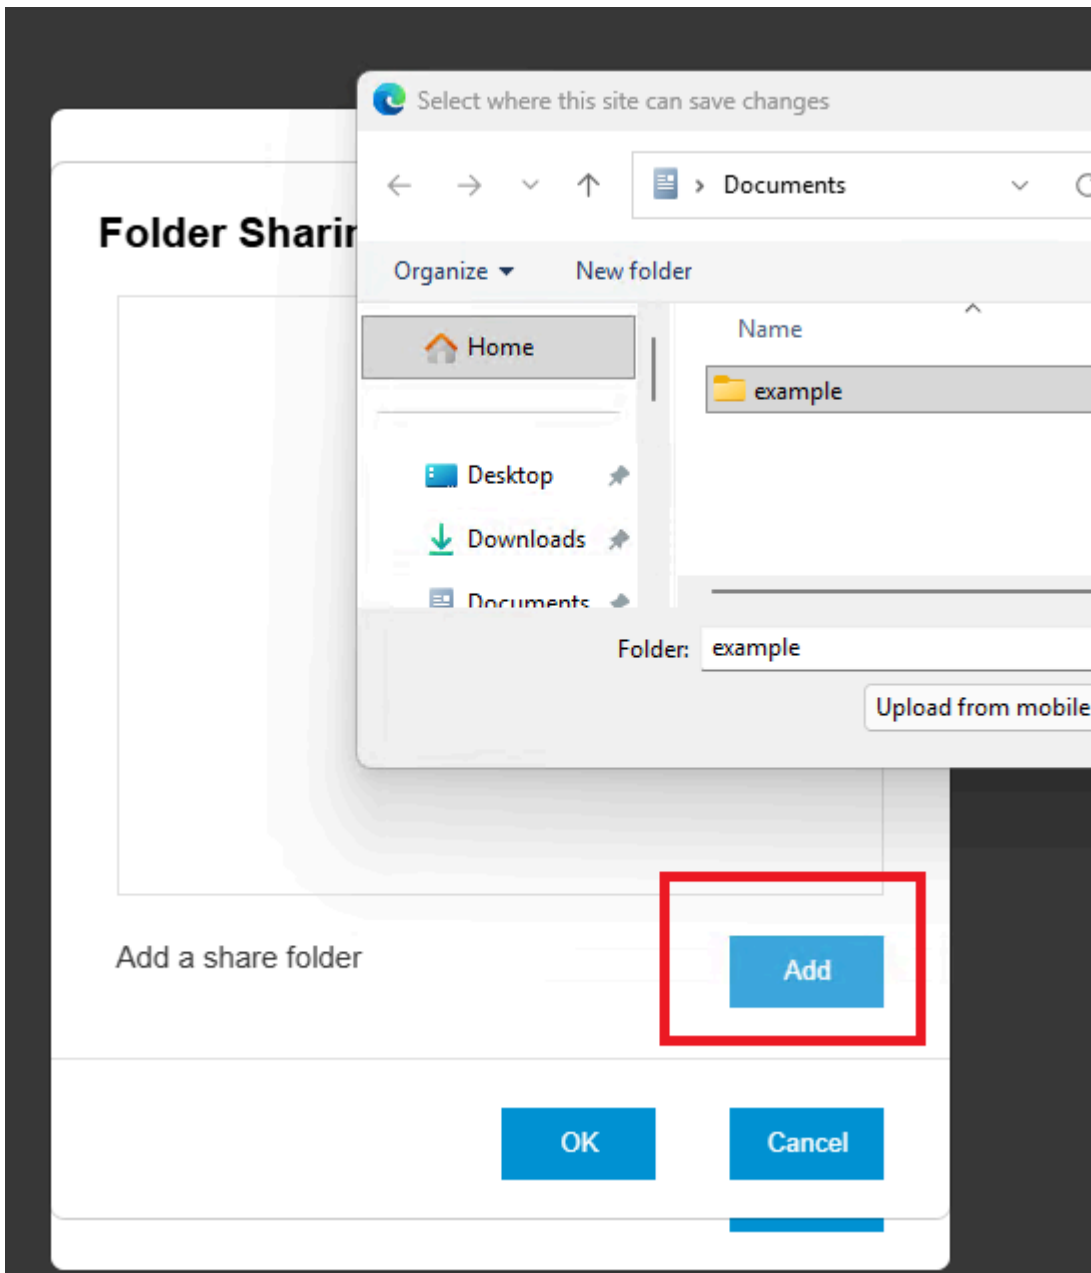 Select where this site can save changes
Documents
Folder Sharin
Organize
New folder
Name
Home
example
Desktop
Downloads
Documents
Folder:
example
Upload from mobile
Add a share folder
Add
OK
Cancel